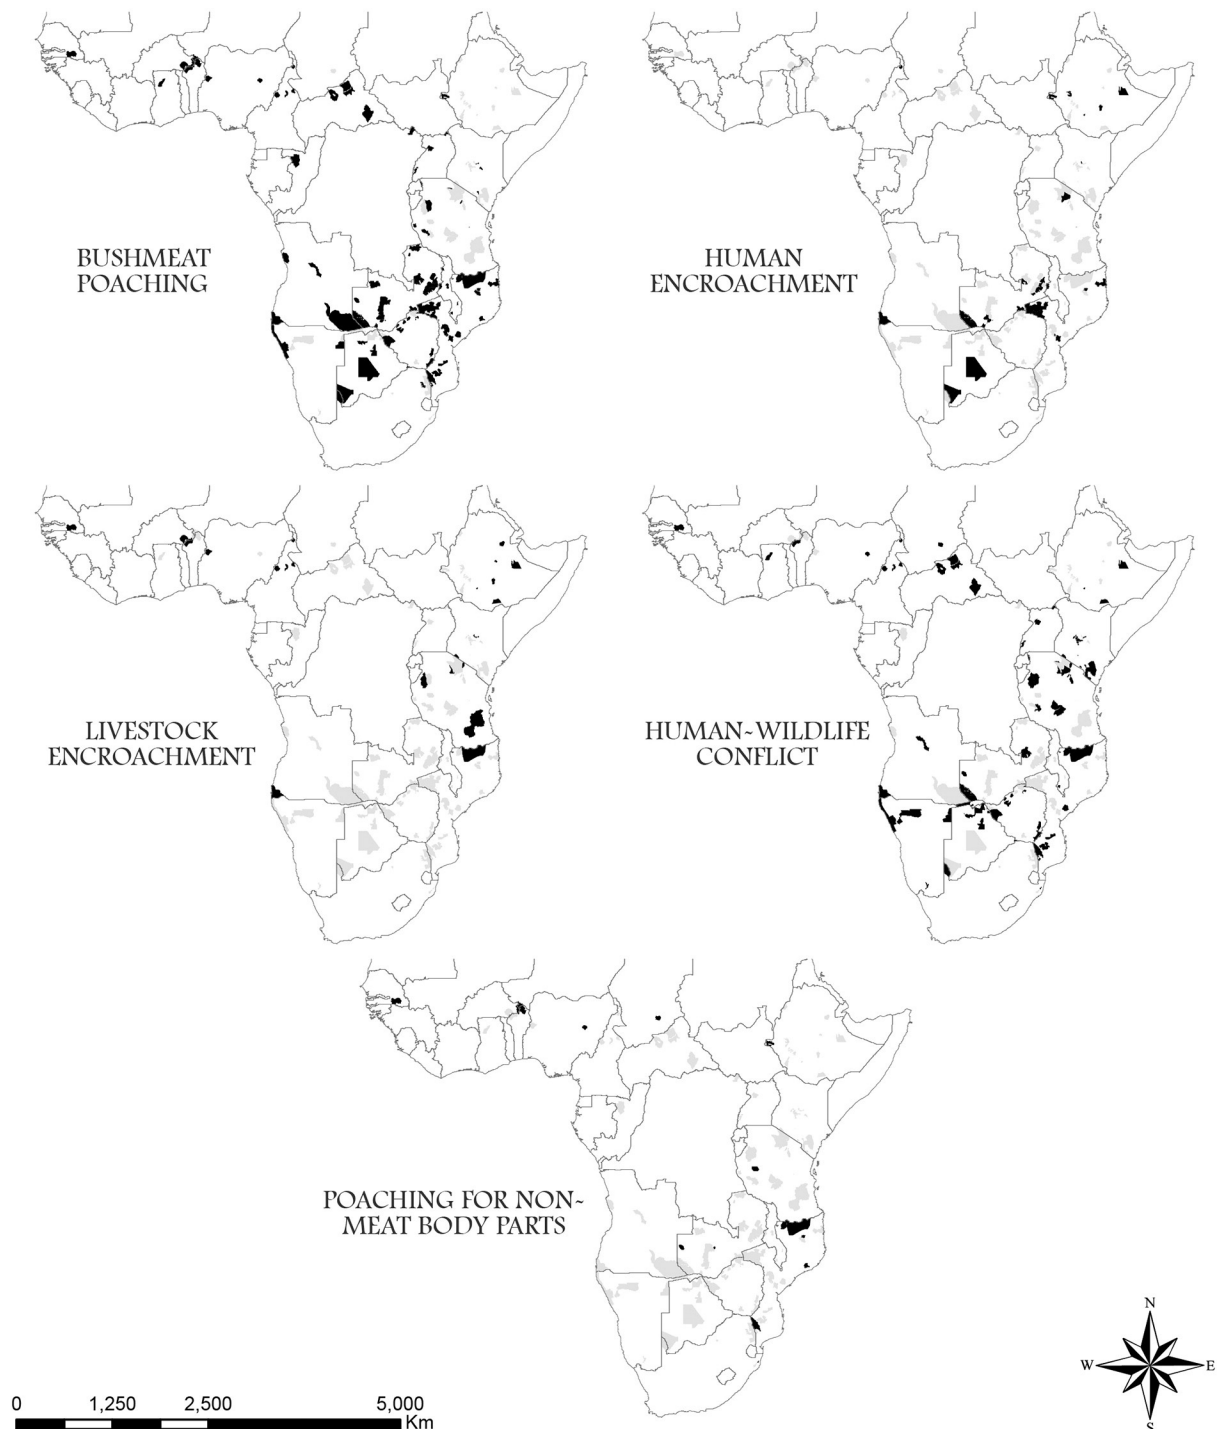 BUSHMEAT
POACHING
HUMAN
ENCROACHMENT
LIVESTOCK
ENCROACHMENT
HUMAN~WILDLIFE
CONFLICT
POACHING FOR NON~
MEAT BODY PARTS
0 1,250 2,500 5,000
Km
N
W E
S